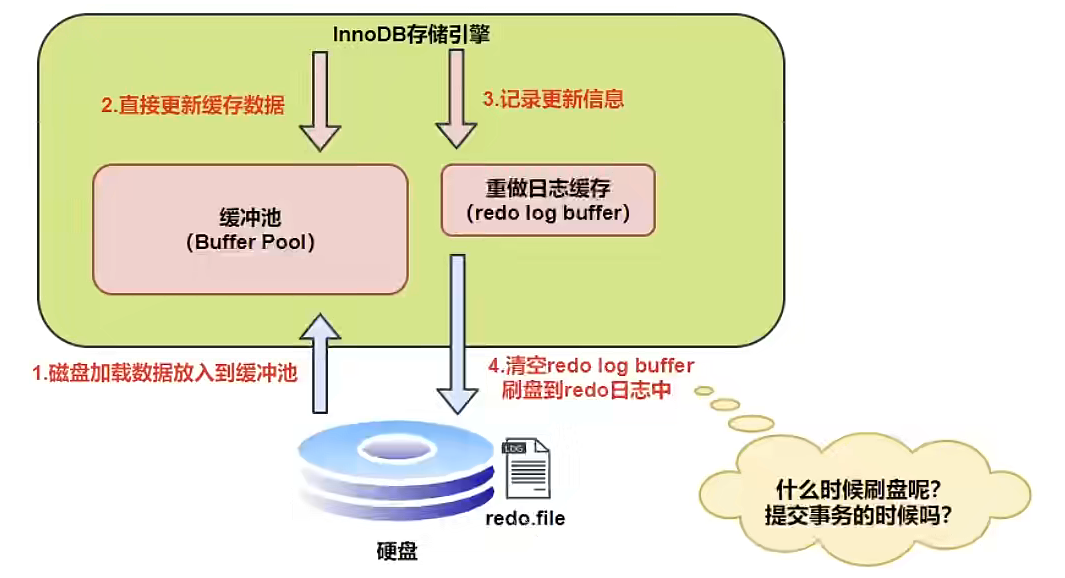 InnoDB存储引擎
2.直接更新缓存数据
3.记录更新信息
缓冲池
（Buffer Pool）
重做日志缓存
（redo log buffer）
1.磁盘加载数据放入到缓冲池
4.清空redo log buffer
刷盘到redo日志中
LOG
redo.file
硬盘
什么时候刷盘呢?
提交事务的时候吗?